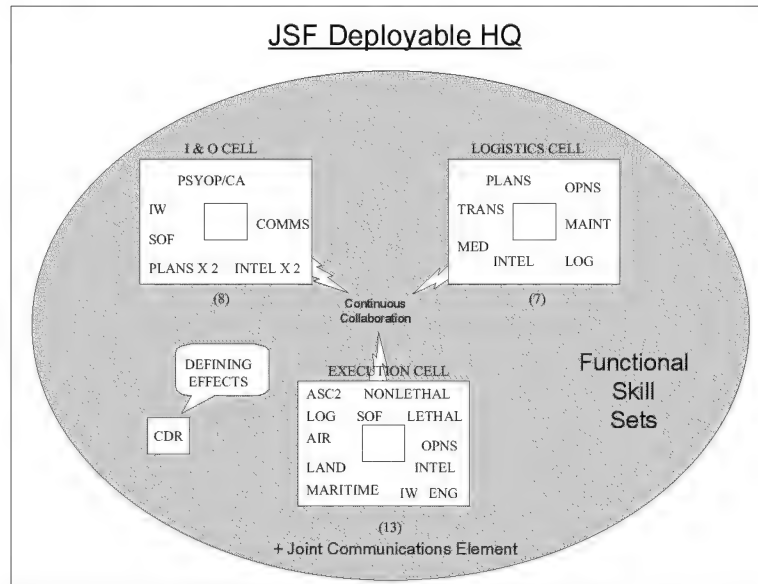 JSF Deployable HQ
I & O CELL
PSYOP/CA
IW
COMMS
SOF
PLANS X 2 INTEL X 2
(8)
LOGISTICS CELL
PLANS
OPNS
TRANS
MAINT
MED
INTEL LOG
(7)
Continuous
Collaboration
DEFINING
EFFECTS
CDR
EXECUTION CELL
ASC2 NONLETHAL
LOG SOF LETHAL
AIR
OPNS
LAND INTEL
MARITIME IW ENG
(13)
+ Joint Communications Element
Functional
Skill
Sets